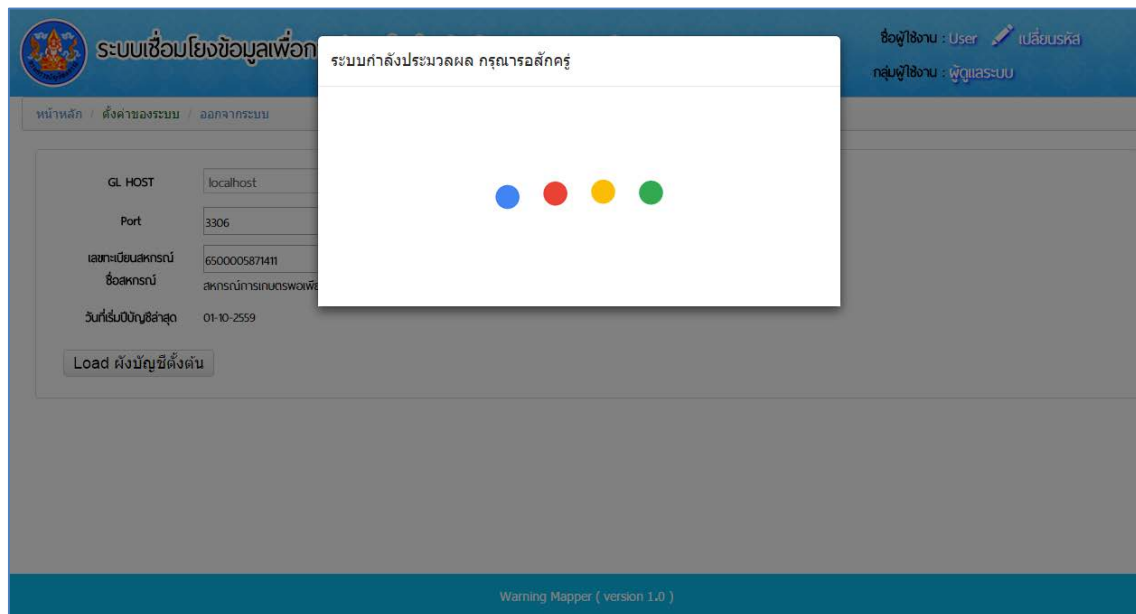 ระบบเชื่อมโยงข้อมูลเพื่อก
ชื่อผู้ใช้งาน : User เปลี่ยนรหัส
กลุ่มผู้ใช้งาน : ผู้ดูแลระบบ
หน้าหลัก / ตั้งค่าของระบบ / ออกจากระบบ
ระบบกำลังประมวลผล กรุณารอสักครู่
GL HOST localhost
Port 3306
เลขทะเบียนสหกรณ์ 6500005871411
ชื่อสหกรณ์ สหกรณ์การเกษตรพอเพีย
วันที่เริ่มปีบัญชีล่าสุด 01-10-2559
Load ผังบัญชีตั้งต้น
Warning Mapper ( version 1.0 )